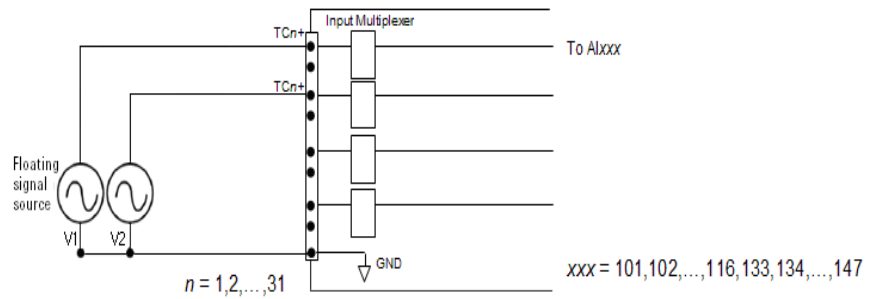 Input Multiplexer
TCn+
To AIxxx
TCn+
Floating
signal
source
V1
V2
GND
n = 1,2,...,31
xxx = 101,102,...,116,133,134,...,147